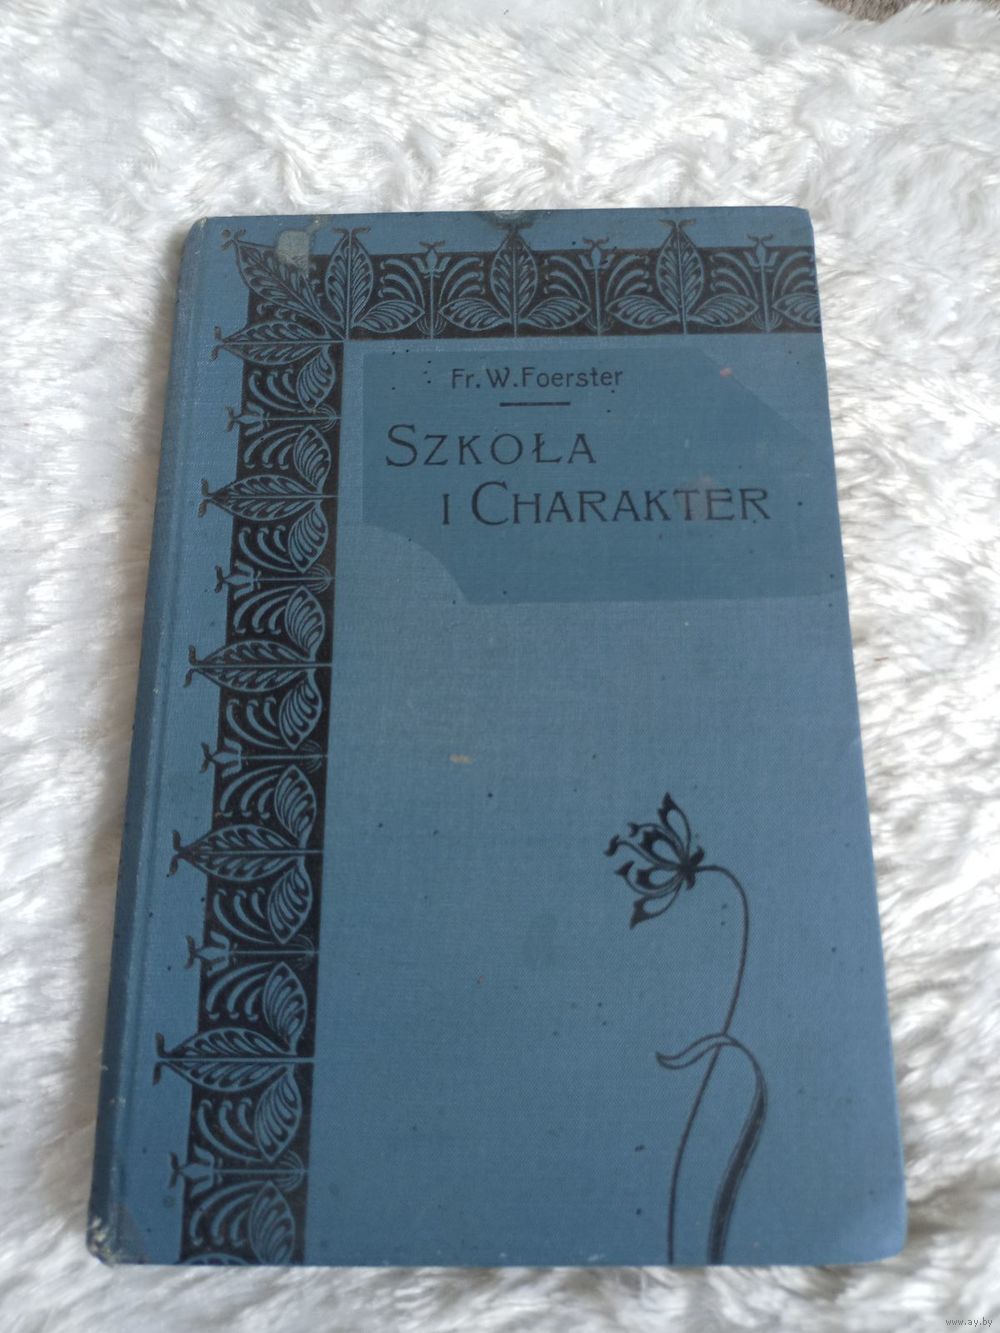 Fr. W. Foerster
SZKOŁA
I CHARAKTER
www.ay.by